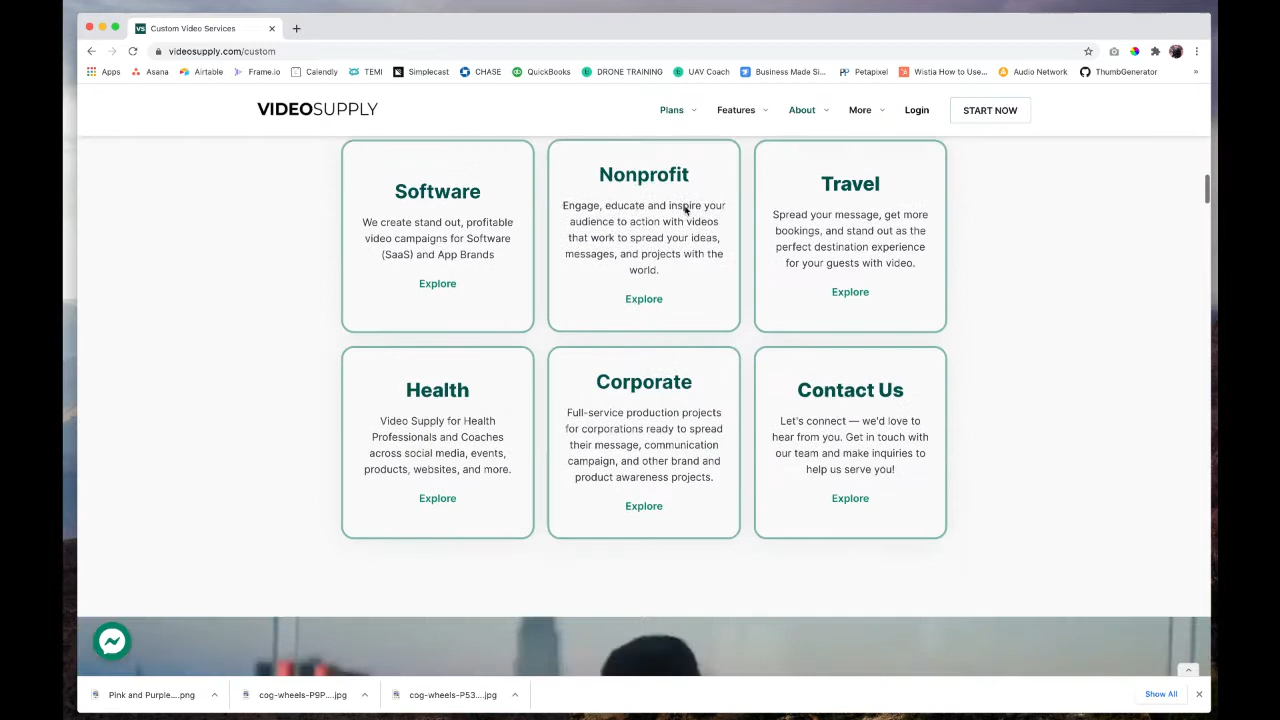 VS Custom Video Services
videosupply.com/custom
Apps Asana Airtable Frame.io Calendly TEMI Simplecast CHASE QuickBooks DRONE TRAINING UAV Coach Business Made Si... PP Petapixel Wistia How to Use... Audio Network ThumbGenerator »
VIDEOSUPPLY Plans Features About More Login START NOW
Software
We create stand out, profitable
video campaigns for Software
(SaaS) and App Brands
Explore
Nonprofit
Engage, educate and inspire your
audience to action with videos
that work to spread your ideas,
messages, and projects with the
world.
Explore
Travel
Spread your message, get more
bookings, and stand out as the
perfect destination experience
for your guests with video.
Explore
Health
Video Supply for Health
Professionals and Coaches
across social media, events,
products, websites, and more.
Explore
Corporate
Full-service production projects
for corporations ready to spread
their message, communication
campaign, and other brand and
product awareness projects.
Explore
Contact Us
Let's connect — we'd love to
hear from you. Get in touch with
our team and make inquiries to
help us serve you!
Explore
Pink and Purple....png cog-wheels-P9P....jpg cog-wheels-P53....jpg Show All